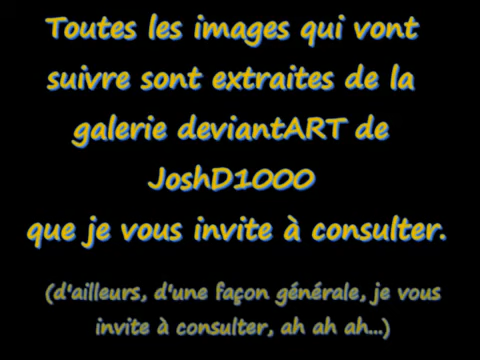 Toutes les images qui vont
suivre sont extraites de la
galerie deviantART de
JoshD1000
que je vous invite à consulter.
(d'ailleurs, d'une façon générale, je vous
invite à consulter, ah ah ah...)